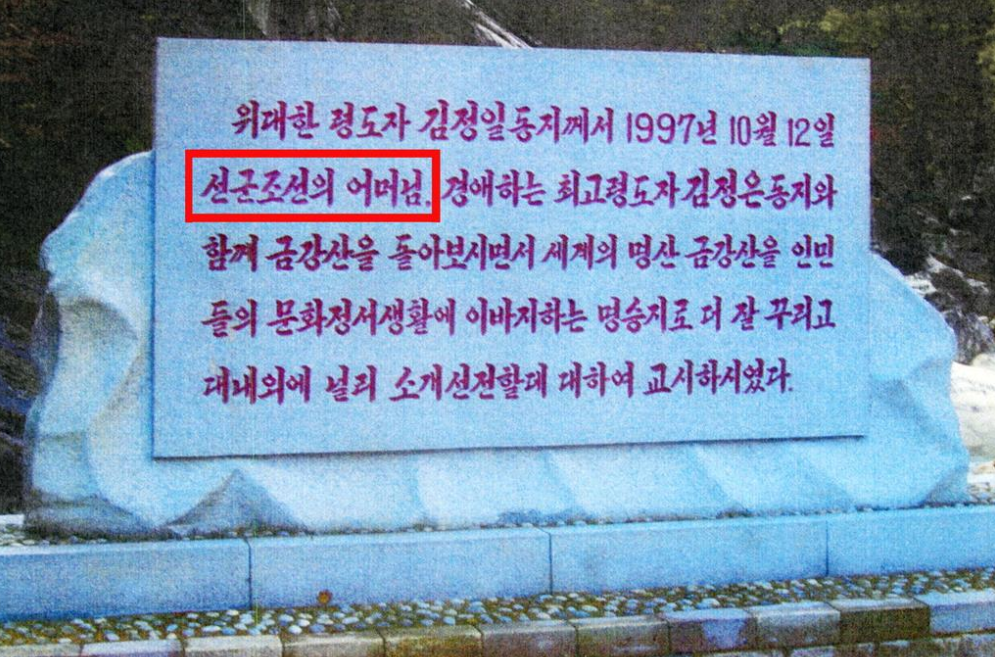 위대한 령도자 김정일동지께서 1997년 10월 12일
선군조선의 어머님, 경애하는 최고령도자 김정은동지와
함께 금강산을 돌아보시면서 세계의 명산 금강산을 인민
들의 문화정서생활에 이바지하는 명승지로 더 잘 꾸리고
대내외에 널리 소개선전할데 대하여 교시하시였다.